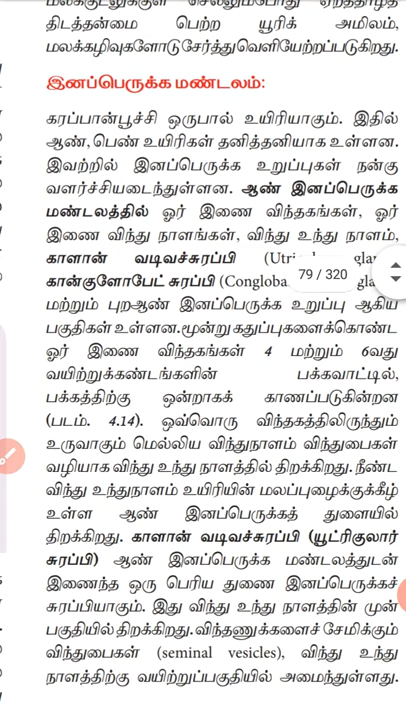 திடத்தன்மை பெற்ற யூரிக் அமிலம்,
மலக்கழிவுகளோடுசேர்த்துவெளியேற்றப்படுகிறது.
இனப்பெருக்க மண்டலம்:
கரப்பான்பூச்சி ஒருபால் உயிரியாகும். இதில்
ஆண், பெண் உயிரிகள் தனித்தனியாக உள்ளன.
இவற்றில் இனப்பெருக்க உறுப்புகள் நன்கு
வளர்ச்சியடைந்துள்ளன. ஆண் இனப்பெருக்க
மண்டலத்தில் ஓர் இணை விந்தகங்கள், ஓர்
இணை விந்து நாளங்கள், விந்து உந்து நாளம்,
காளான் வடிவச்சுரப்பி
கான்குளோபேட் சுரப்பி
79 / 320
மற்றும் புறஆண் இனப்பெருக்க உறுப்பு ஆகிய
பகுதிகள் உள்ளன.மூன்று கதுப்புகளைக்கொண்ட
ஓர் இணை விந்தகங்கள் 4 மற்றும் 6வது
வயிற்றுக்கண்டங்களின் பக்கவாட்டில்,
பக்கத்திற்கு ஒன்றாகக் காணப்படுகின்றன
(படம். 4.14). ஒவ்வொரு விந்தகத்திலிருந்தும்
உருவாகும் மெல்லிய விந்துநாளம் விந்துபைகள்
வழியாக விந்து உந்து நாளத்தில் திறக்கிறது. நீண்ட
விந்து உந்துநாளம் உயிரியின் மலப்புழைக்குக்கீழ்
உள்ள ஆண் இனப்பெருக்கத் துளையில்
திறக்கிறது. காளான் வடிவச்சுரப்பி (யூட்ரிகுலார்
சுரப்பி) ஆண் இனப்பெருக்க மண்டலத்துடன்
இணைந்த ஒரு பெரிய துணை இனப்பெருக்கச்
சுரப்பியாகும். இது விந்து உந்து நாளத்தின் முன்
பகுதியில் திறக்கிறது. விந்தணுக்களைச் சேமிக்கும்
விந்துபைகள் (seminal vesicles), விந்து உந்து
நாளத்திற்கு வயிற்றுப்பகுதியில் அமைந்துள்ளது.